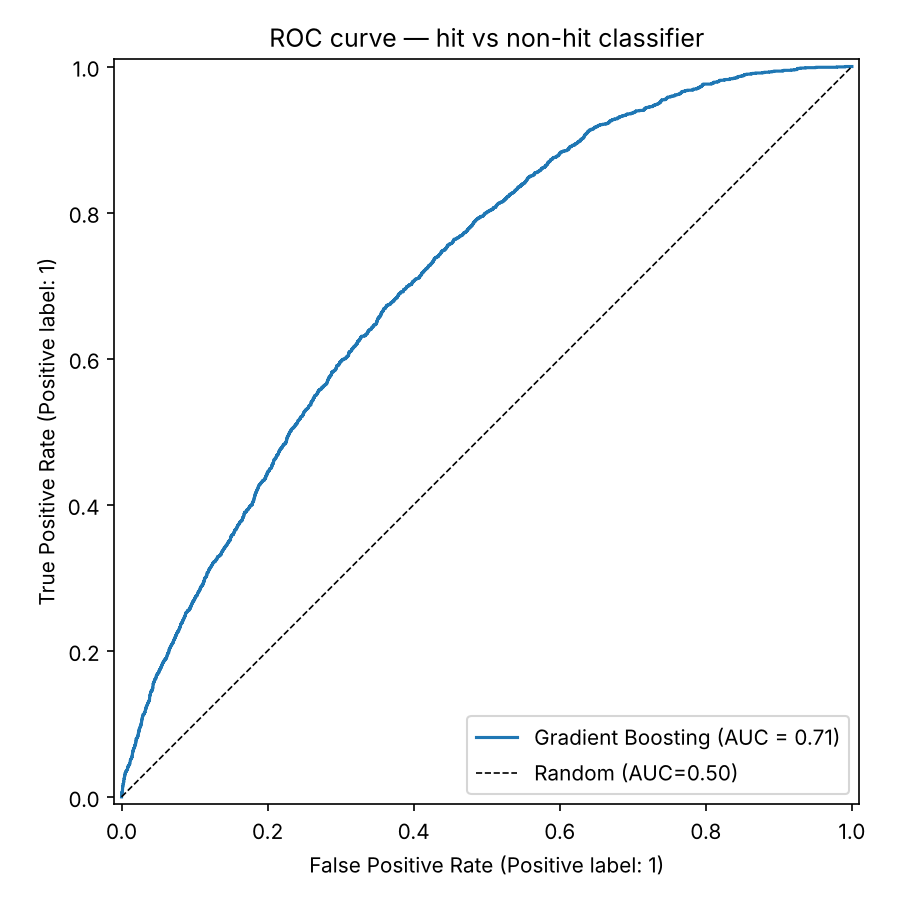 ROC curve — hit vs non-hit classifier
1.0
0.8
0.6
0.4
0.2
0.0
True Positive Rate (Positive label: 1)
Gradient Boosting (AUC = 0.71)
Random (AUC=0.50)
0.0 0.2 0.4 0.6 0.8 1.0
False Positive Rate (Positive label: 1)